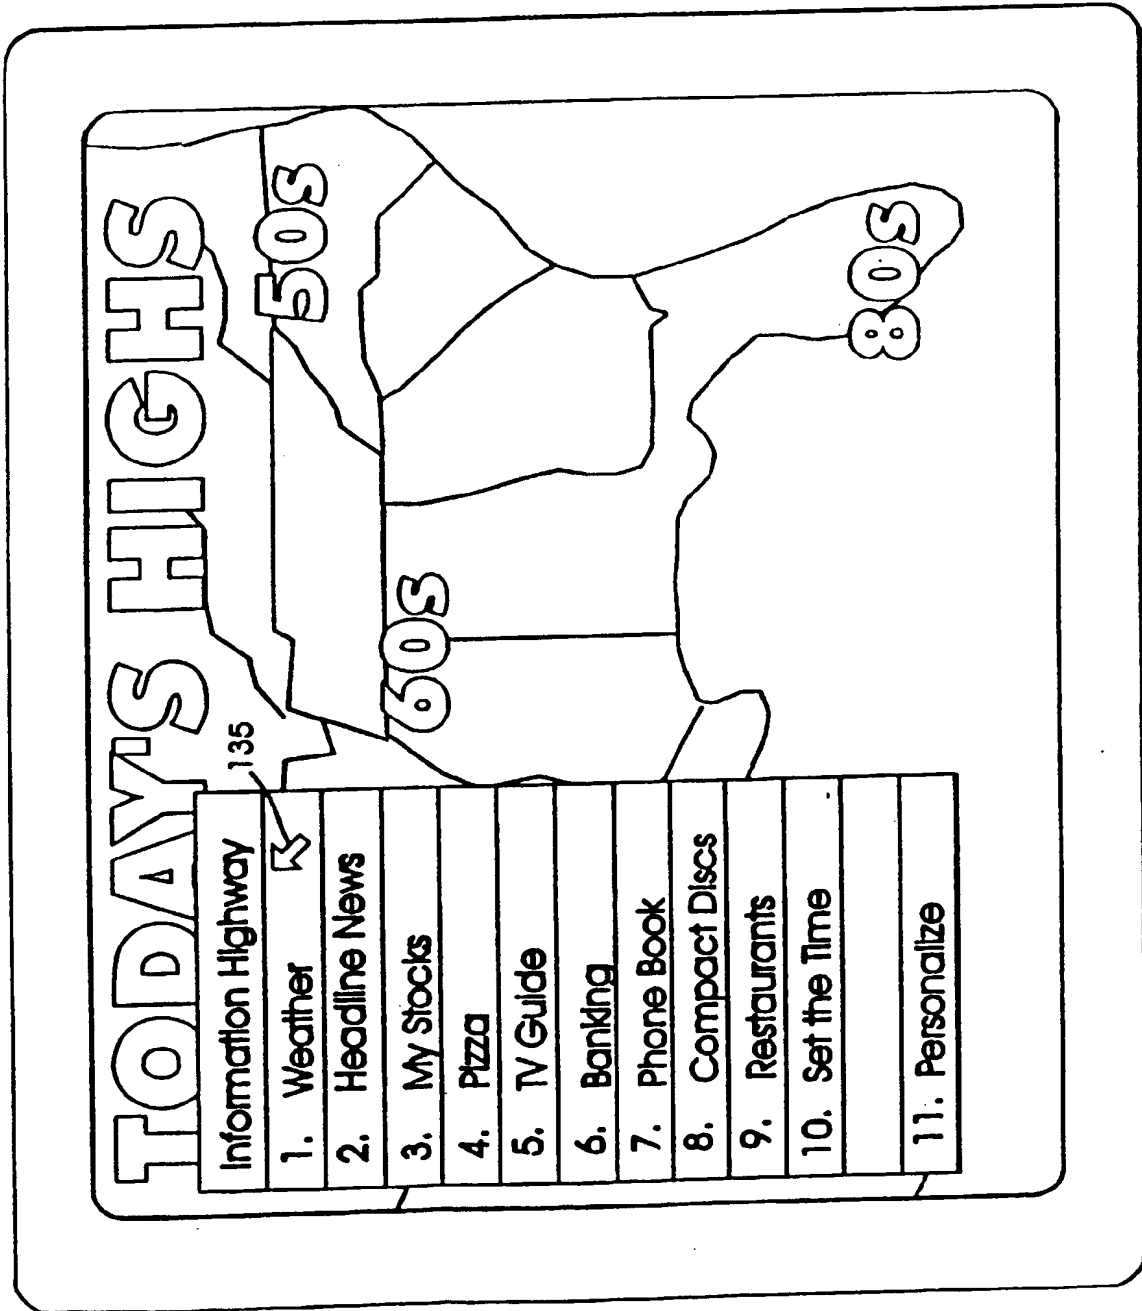 TODAY'S HIGHS
135
Information Highway
1. Weather
2. Headline News
3. My Stocks
4. Pizza
5. TV Guide
6. Banking
7. Phone Book
8. Compact Discs
9. Restaurants
10. Set the Time
11. Personalize
50s
60s
80s